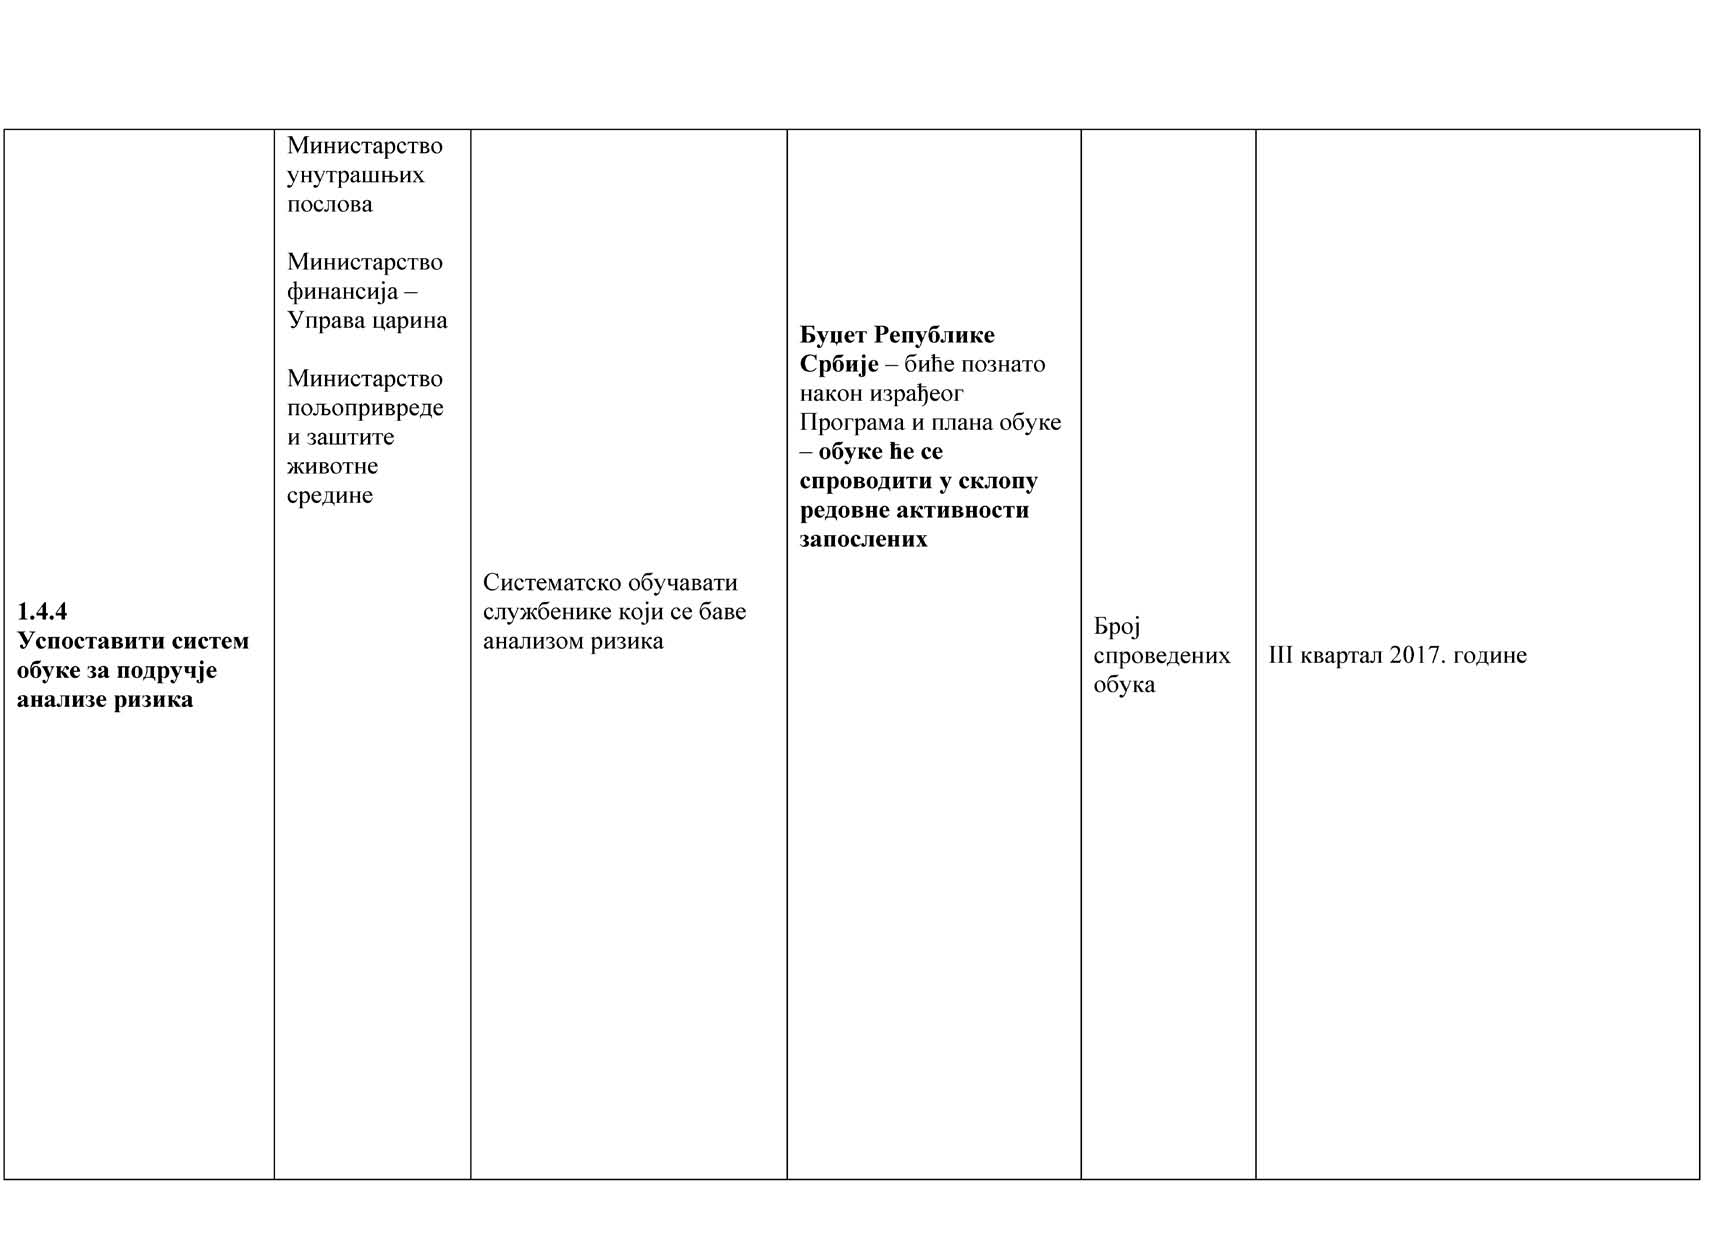 1.4.4
Успоставити систем
обуке за подручје
анализе ризика
Министарство
унутрашњих
послова
Министарство
финансија –
Управа царина
Министарство
пољопривреде
и заштите
животне
средине
Систематско обучавати
службенике који се баве
анализом ризика
Буџет Републике
Србије – биће познато
након израђеог
Програма и плана обуке
– обуке ће се
спроводити у склопу
редовне активности
запослених
Број
спроведених
обука
III квартал 2017. године